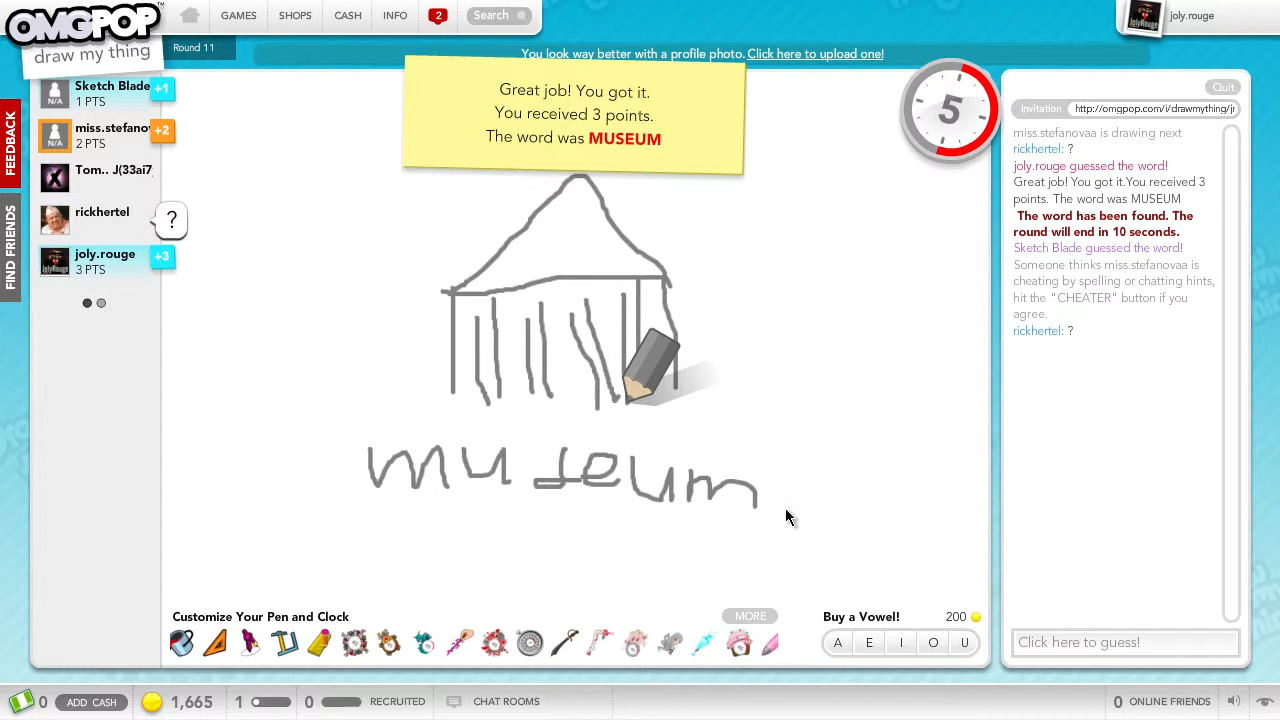 OMGPOP™
GAMES SHOPS CASH INFO 2 Search
joly.rouge
draw my thing
Round 11
You look way better with a profile photo. Click here to upload one!
FEEDBACK
FIND FRIENDS
N/A Sketch Blade +1
1 PTS
N/A miss.stefano +2
2 PTS
Tom.. J(33ai7
rickhertel ?
JolyRouge joly.rouge +3
3 PTS
Great job! You got it.
You received 3 points.
The word was MUSEUM
5
museum
Quit
Invitation http://omgpop.com/i/drawmything/jr
miss.stefanovaa is drawing next
rickhertel: ?
joly.rouge guessed the word!
Great job! You got it.You received 3
points. The word was MUSEUM
The word has been found. The
round will end in 10 seconds.
Sketch Blade guessed the word!
Someone thinks miss.stefanovaa is
cheating by spelling or chatting hints,
hit the "CHEATER" button if you
agree.
rickhertel: ?
Click here to guess!
Customize Your Pen and Clock MORE
Buy a Vowel! 200
A E I O U
0 ADD CASH 1,665 1 0 RECRUITED CHAT ROOMS 0 ONLINE FRIENDS